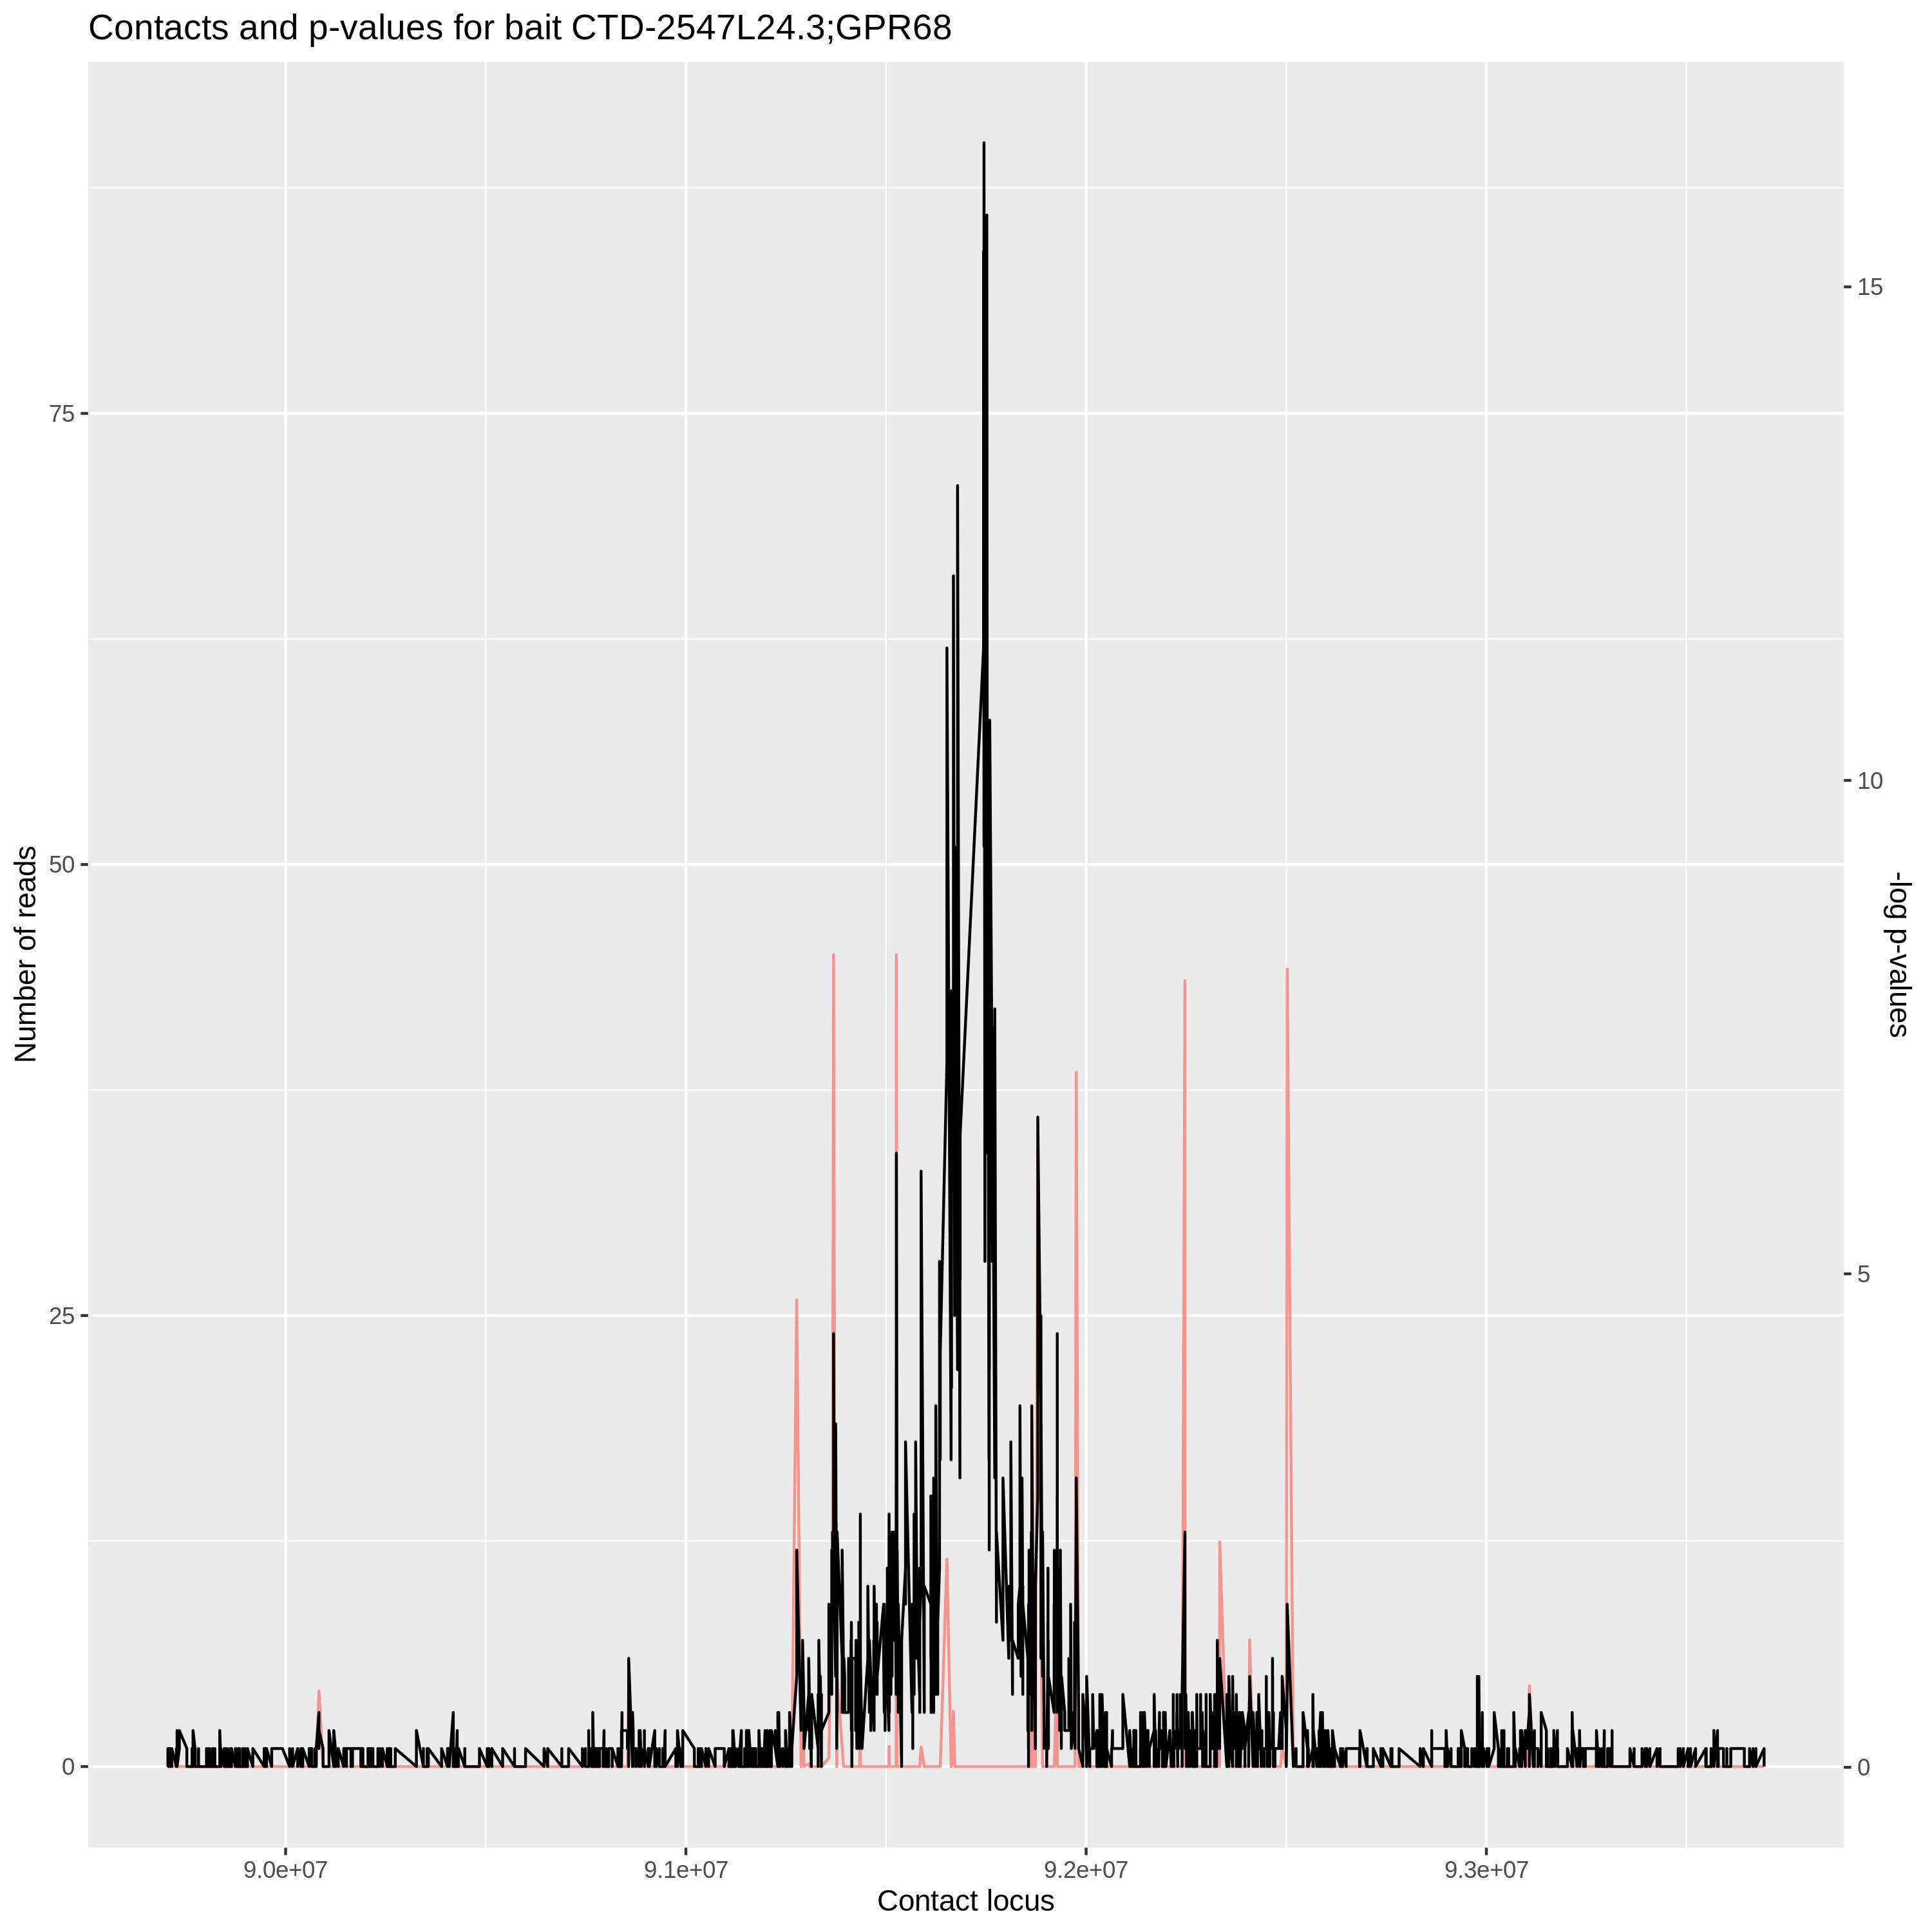 Contacts and p-values for bait CTD-2547L24.3;GPR68
75
50
25
0
Number of reads
15
10
5
0
-log p-values
9.0e+07
9.1e+07
9.2e+07
9.3e+07
Contact locus